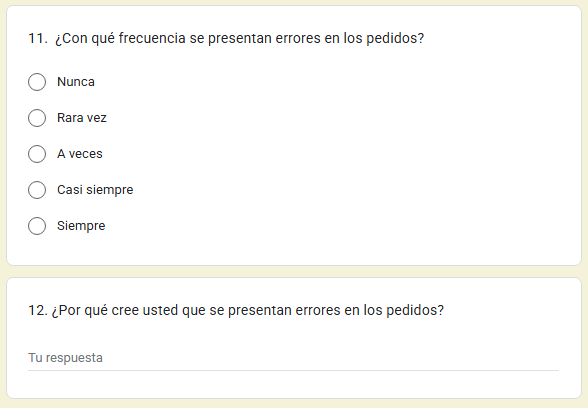 11. ¿Con qué frecuencia se presentan errores en los pedidos?
Nunca
Rara vez
A veces
Casi siempre
Siempre
12. ¿Por qué cree usted que se presentan errores en los pedidos?
Tu respuesta